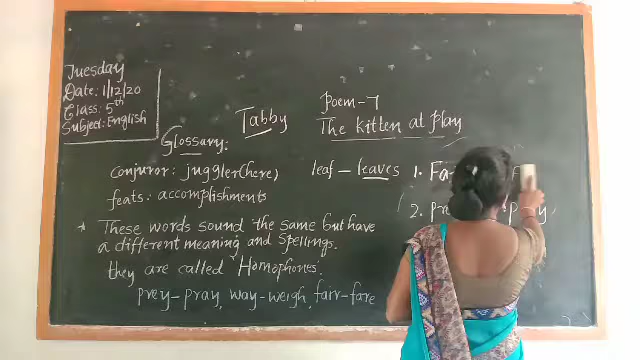 Tuesday
Date: 1/12/20
Class: 5th
Subject: English
Poem-7
Tabby
The kitten at play
Glossary:
conjuror: juggler(here)
feats: accomplishments
leaf - leaves
* These words sound the same but have
a different meaning and spellings.
they are called Homophones.
prey-pray, way-weigh, fair-fare
1. Fa
2. Pre